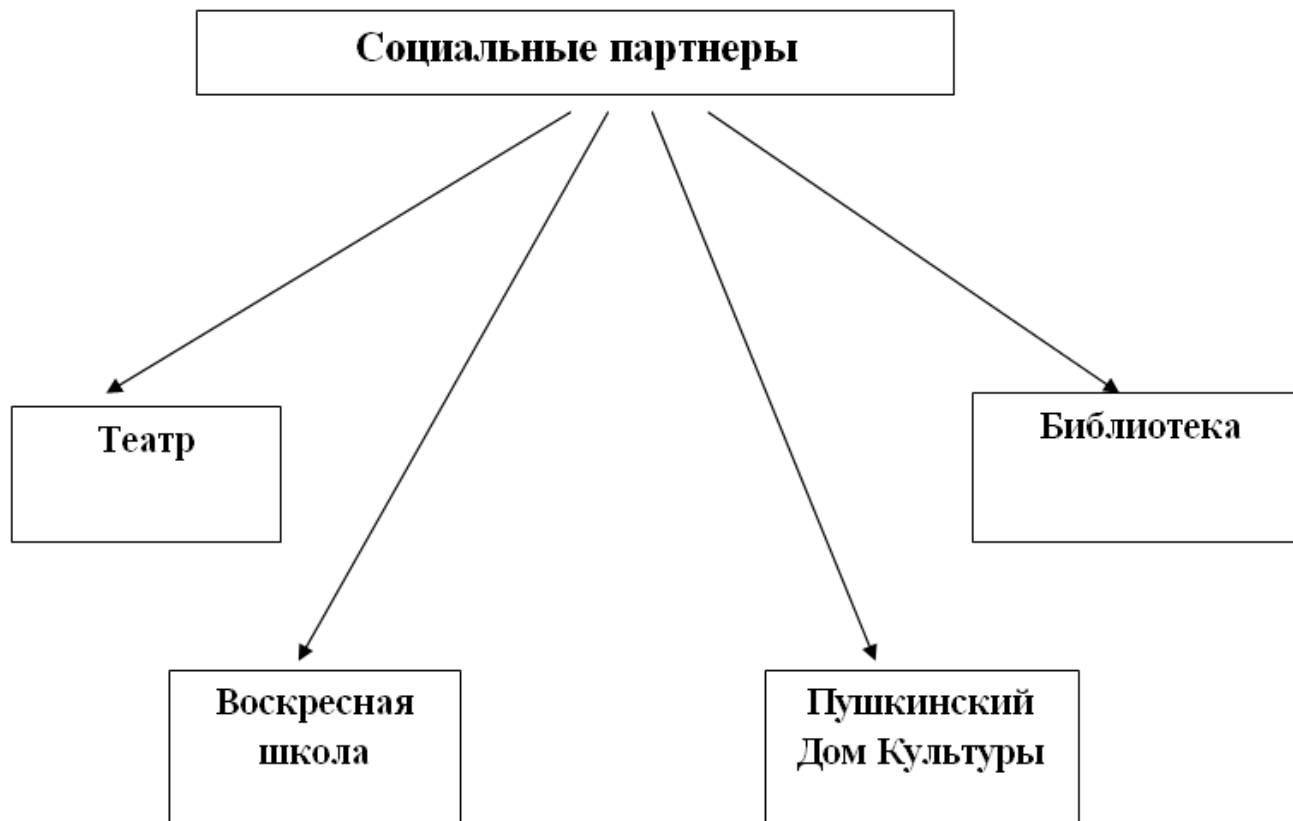 Социальные партнеры
Театр
Библиотека
Воскресная
школа
Пушкинский
Дом Культуры